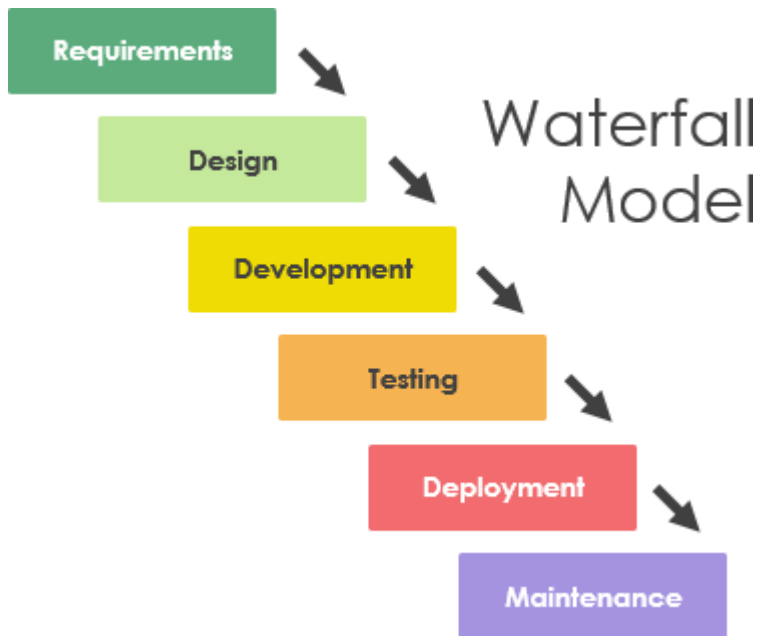 Requirements
Waterfall
Model
Design
Development
Testing
Deployment
Maintenance